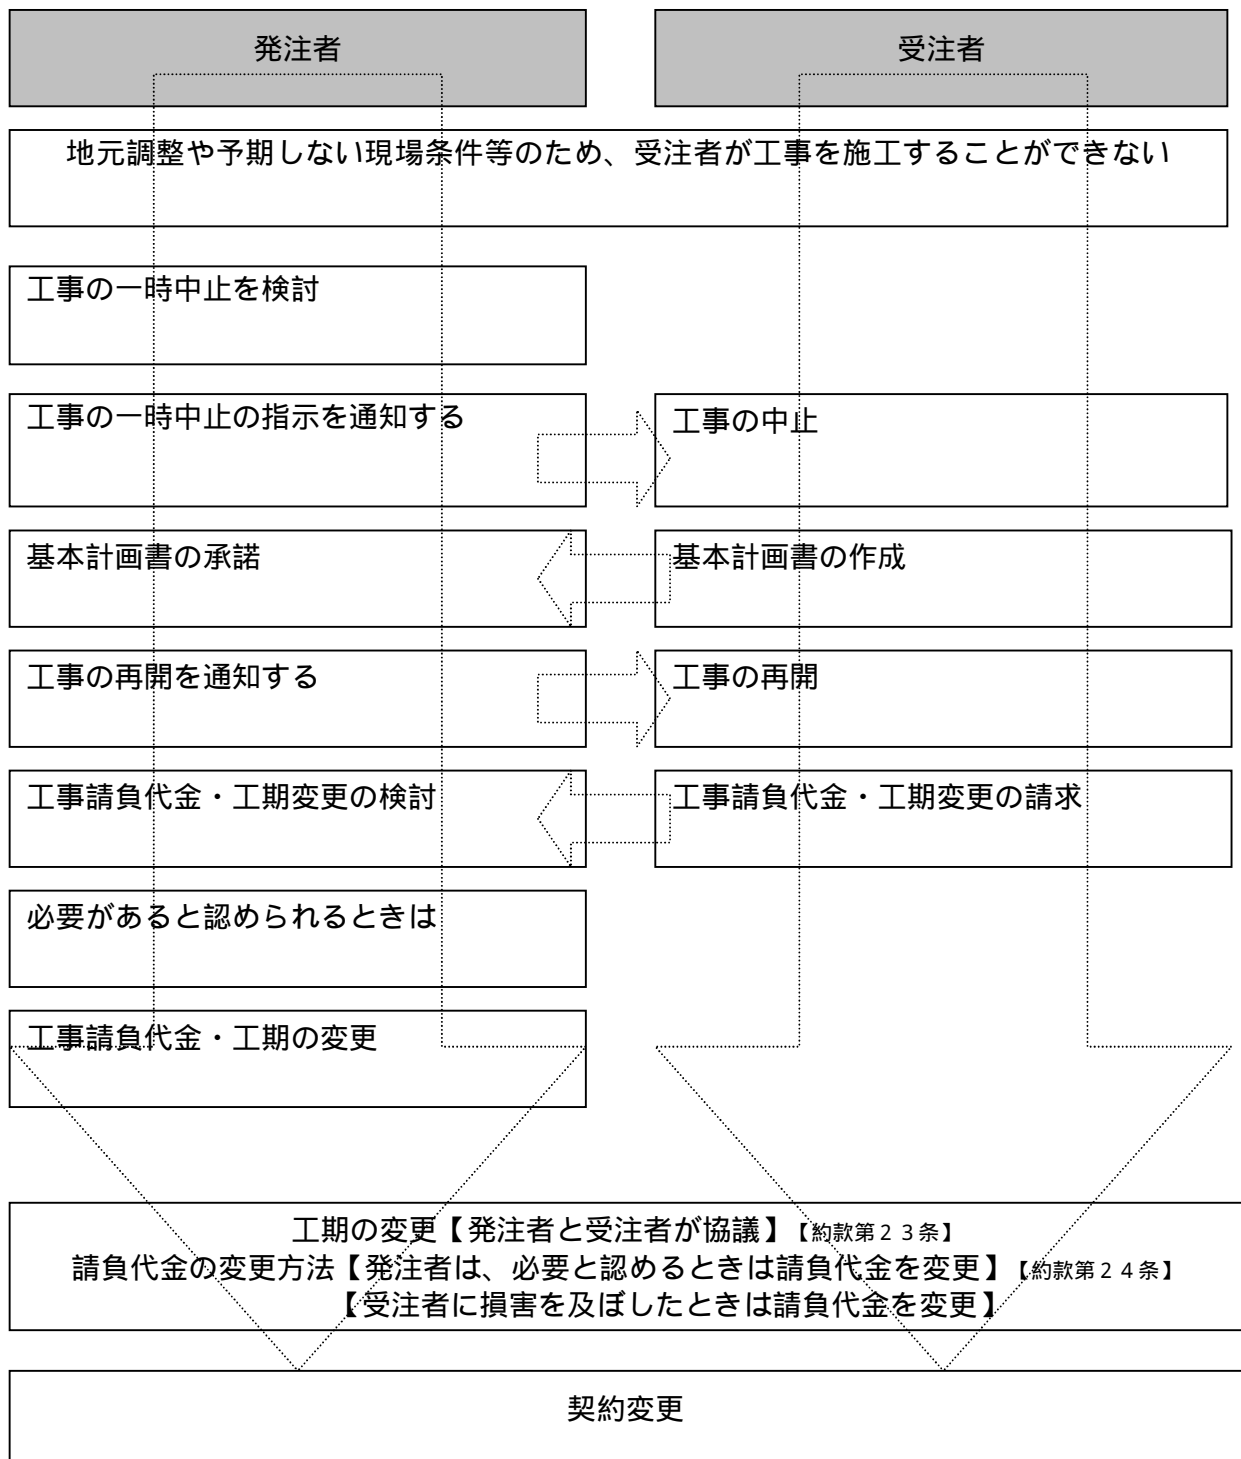 発注者
受注者
地元調整や予期しない現場条件等のため、受注者が工事を施工することができない
工事の一時中止を検討
工事の一時中止の指示を通知する
工事の中止
基本計画書の承諾
基本計画書の作成
工事の再開を通知する
工事の再開
工事請負代金・工期変更の検討
工事請負代金・工期変更の請求
必要があると認められるときは
工事請負代金・工期の変更
工期の変更【発注者と受注者が協議】【約款第２３条】
請負代金の変更方法【発注者は、必要と認めるときは請負代金を変更】【約款第２４条】
【受注者に損害を及ぼしたときは請負代金を変更】
契約変更